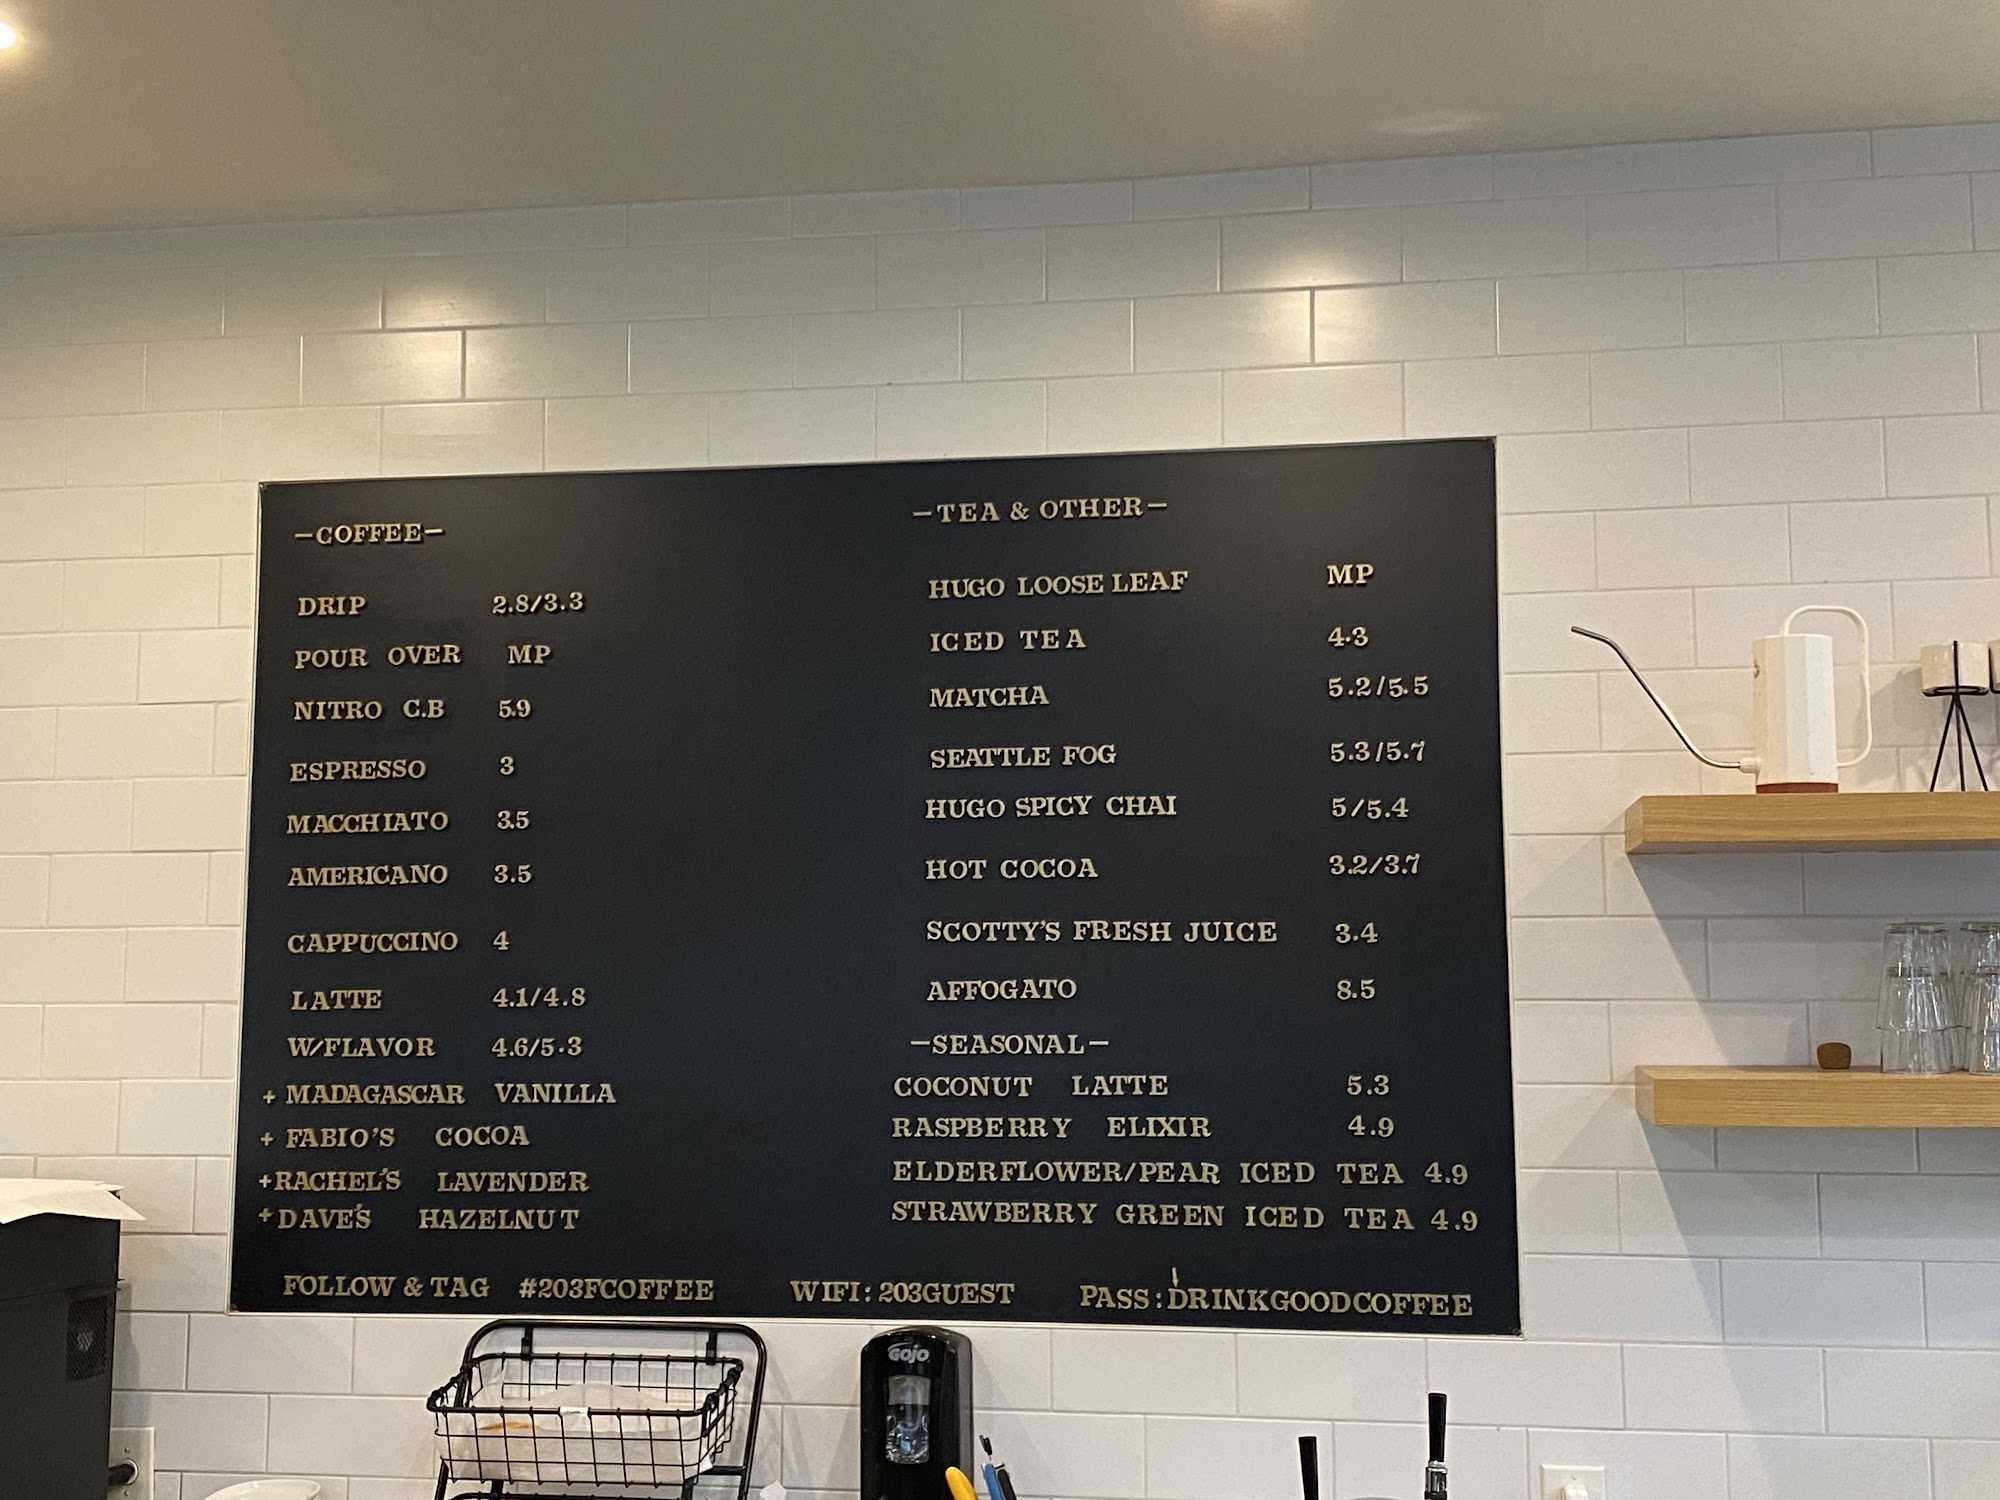 —COFFEE—
DRIP 2.8/3.3
POUR OVER MP
NITRO C.B 5.9
ESPRESSO 3
MACCHIATO 3.5
AMERICANO 3.5
CAPPUCCINO 4
LATTE 4.1/4.8
W/FLAVOR 4.6/5.3
+ MADAGASCAR VANILLA
+ FABIO'S COCOA
+RACHEL'S LAVENDER
+DAVE'S HAZELNUT
—TEA & OTHER—
HUGO LOOSE LEAF MP
ICED TEA 4.3
MATCHA 5.2/5.5
SEATTLE FOG 5.3/5.7
HUGO SPICY CHAI 5/5.4
HOT COCOA 3.2/3.7
SCOTTY'S FRESH JUICE 3.4
AFFOGATO 8.5
—SEASONAL—
COCONUT LATTE 5.3
RASPBERRY ELIXIR 4.9
ELDERFLOWER/PEAR ICED TEA 4.9
STRAWBERRY GREEN ICED TEA 4.9
FOLLOW & TAG #203FCOFFEE WIFI: 203GUEST PASS: DRINKGOODCOFFEE
GOJO